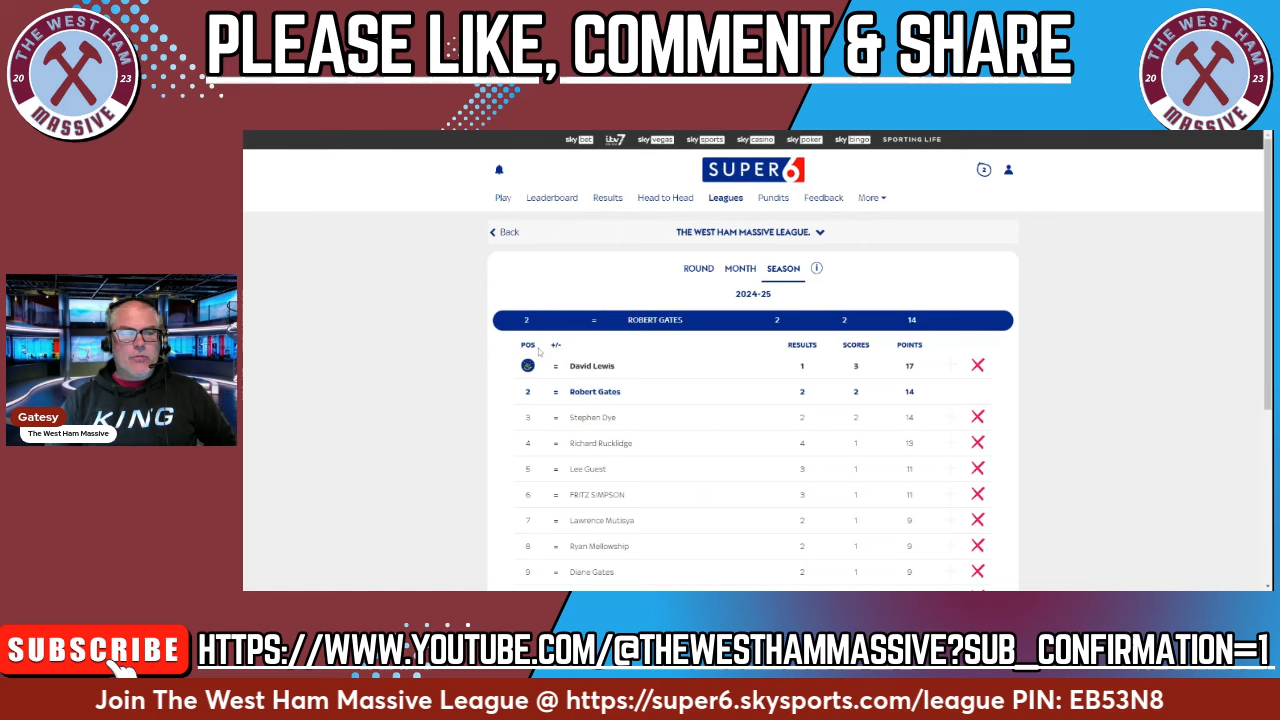 PLEASE LIKE, COMMENT & SHARE
THE WEST HAM
20 23
MASSIVE
THE WEST HAM
20 23
MASSIVE
sky bet itv7 sky vegas sky sports sky casino sky poker sky bingo SPORTING LIFE
SUPER6
2
Play Leaderboard Results Head to Head Leagues Pundits Feedback More
Back
THE WEST HAM MASSIVE LEAGUE.
ROUND MONTH SEASON i
2024-25
2 = ROBERT GATES 2 2 14
POS +/- RESULTS SCORES POINTS
= David Lewis 1 3 17
2 = Robert Gates 2 2 14
3 = Stephen Dye 2 2 14
4 = Richard Rucklidge 4 1 13
5 = Lee Guest 3 1 11
6 = FRITZ SIMPSON 3 1 11
7 = Lawrence Mutisya 2 1 9
8 = Ryan Mellowship 2 1 9
9 = Diane Gates 2 1 9
KING
Gatesy
The West Ham Massive
SUBSCRIBE
HTTPS://WWW.YOUTUBE.COM/@THEWESTHAMMASSIVE?SUB_CONFIRMATION=1
Join The West Ham Massive League @ https://super6.skysports.com/league PIN: EB53N8